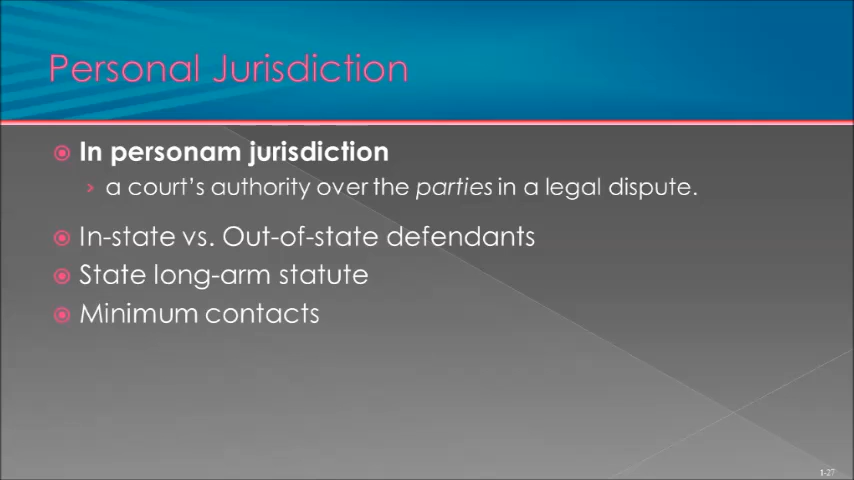 Personal Jurisdiction
In personam jurisdiction
a court's authority over the parties in a legal dispute.
In-state vs. Out-of-state defendants
State long-arm statute
Minimum contacts
1-27